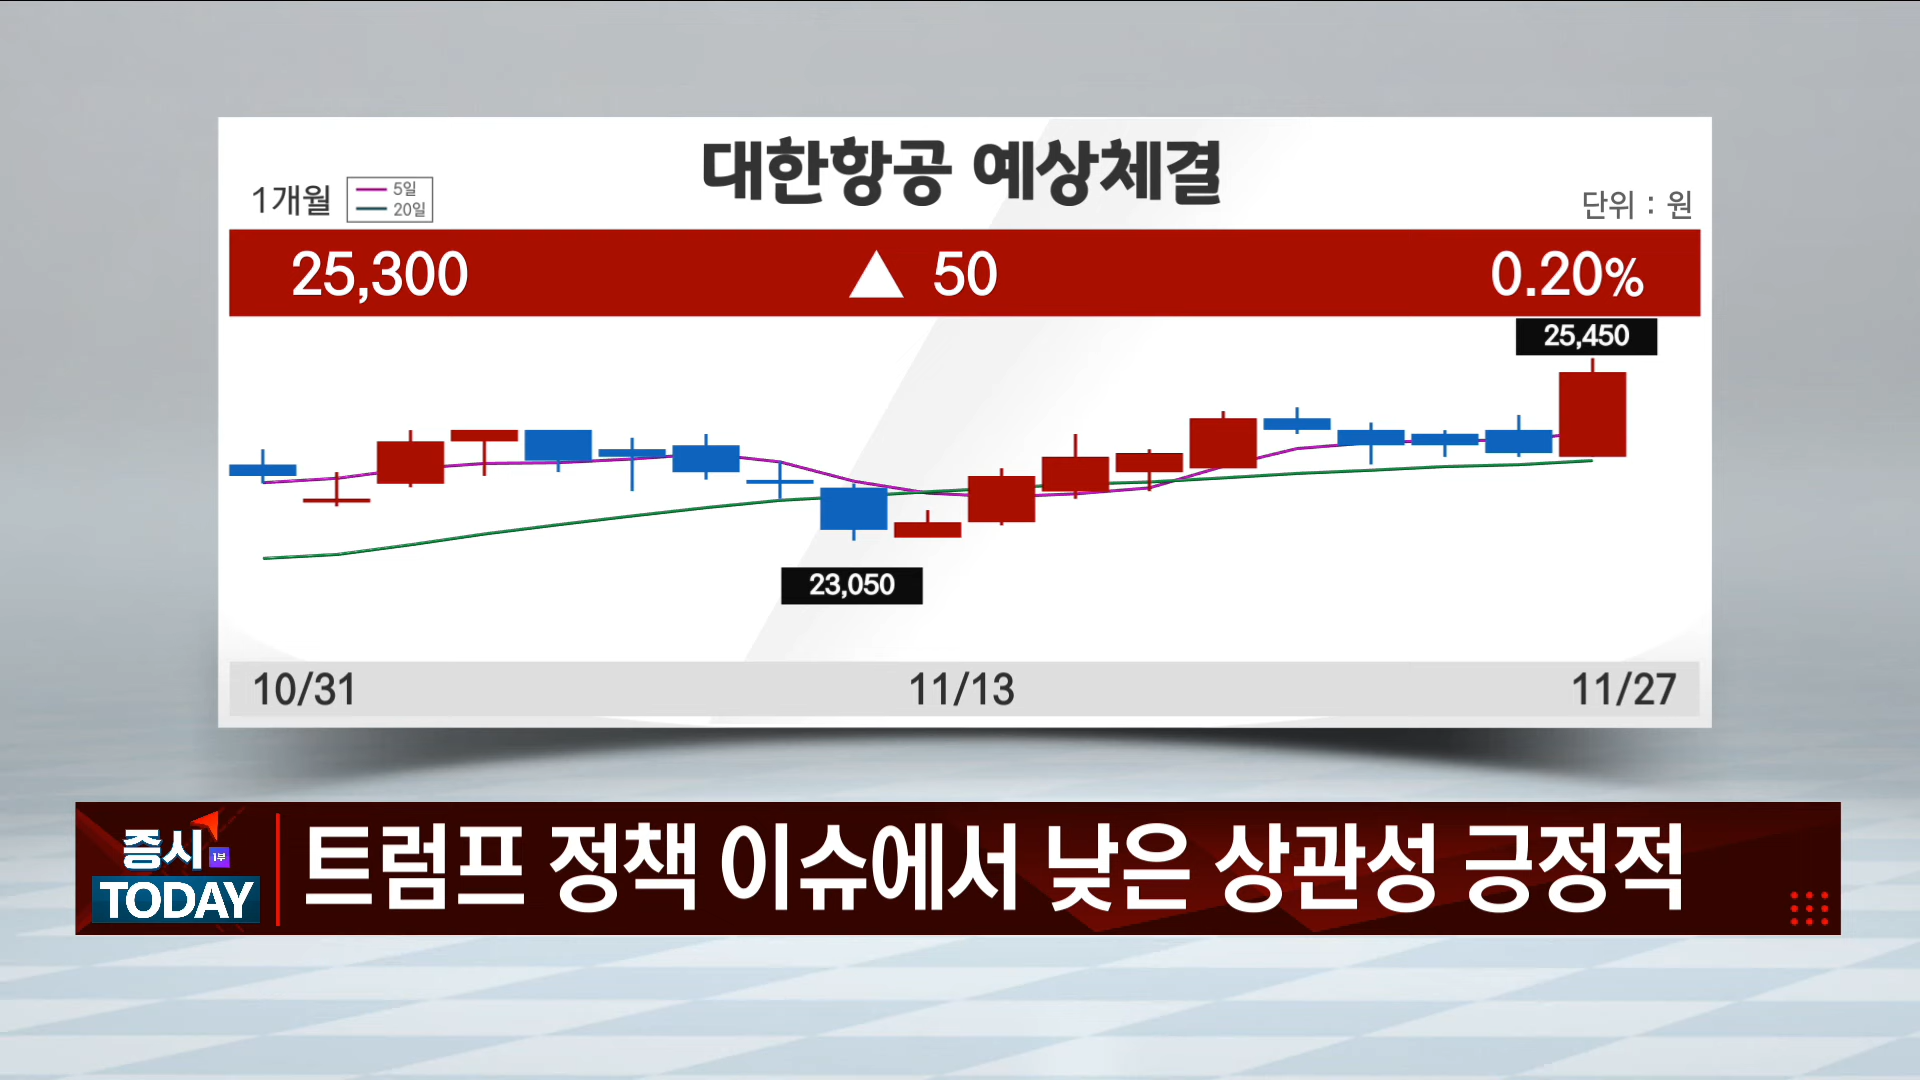 대한항공 예상체결
1개월
5일
20일
단위 : 원
25,300 ▲ 50 0.20%
25,450
23,050
10/31 11/13 11/27
증시 1부
TODAY
트럼프 정책 이슈에서 낮은 상관성 긍정적